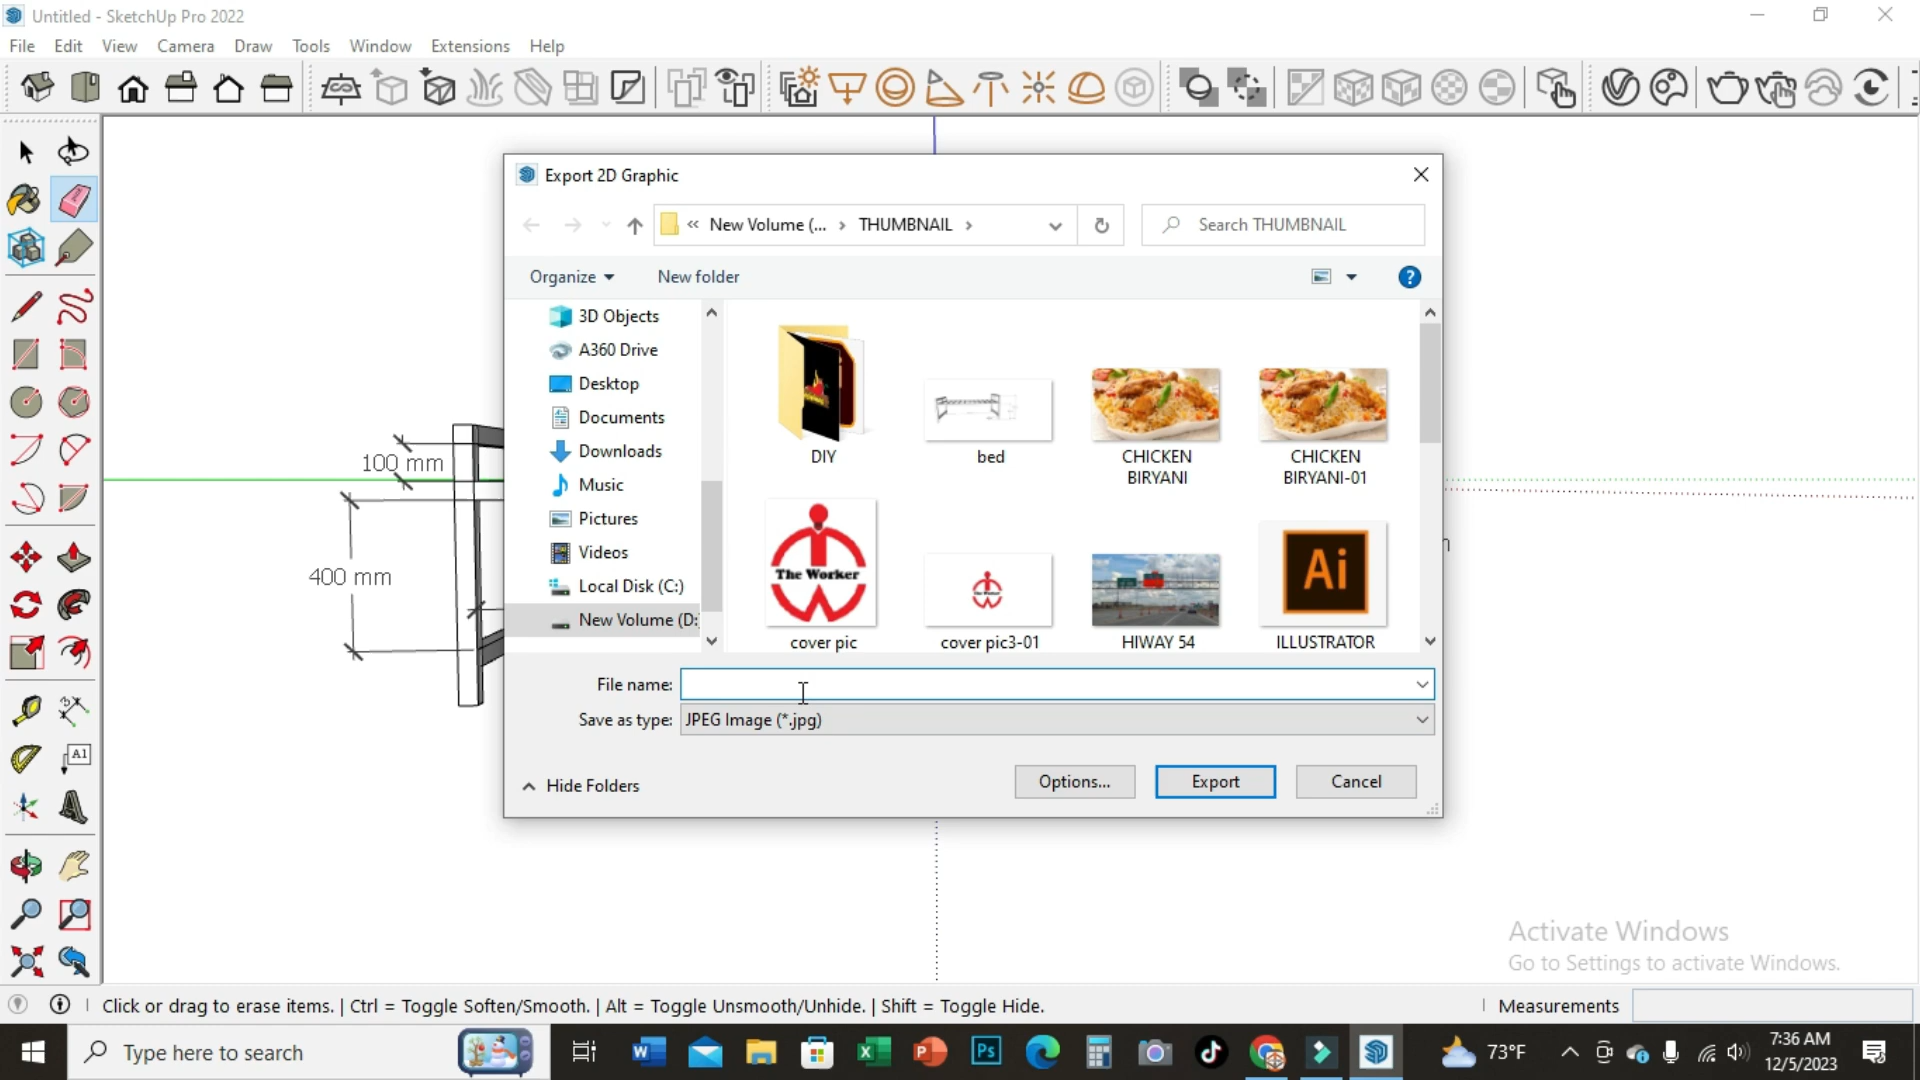 Untitled - SketchUp Pro 2022
File Edit View Camera Draw Tools Window Extensions Help
Export 2D Graphic
« New Volume (... › THUMBNAIL ›
Search THUMBNAIL
Organize
New folder
3D Objects
A360 Drive
Desktop
Documents
Downloads
Music
Pictures
Videos
Local Disk (C:)
New Volume (D:
DIY
bed
CHICKEN
BIRYANI
CHICKEN
BIRYANI-01
The Worker
cover pic
cover pic3-01
HIWAY 54
Ai
ILLUSTRATOR
File name:
Save as type: JPEG Image (*.jpg)
Hide Folders
Options...
Export
Cancel
100 mm
400 mm
A1
Activate Windows
Go to Settings to activate Windows.
Click or drag to erase items. | Ctrl = Toggle Soften/Smooth. | Alt = Toggle Unsmooth/Unhide. | Shift = Toggle Hide.
Measurements
Type here to search
Ps
73°F
7:36 AM
12/5/2023